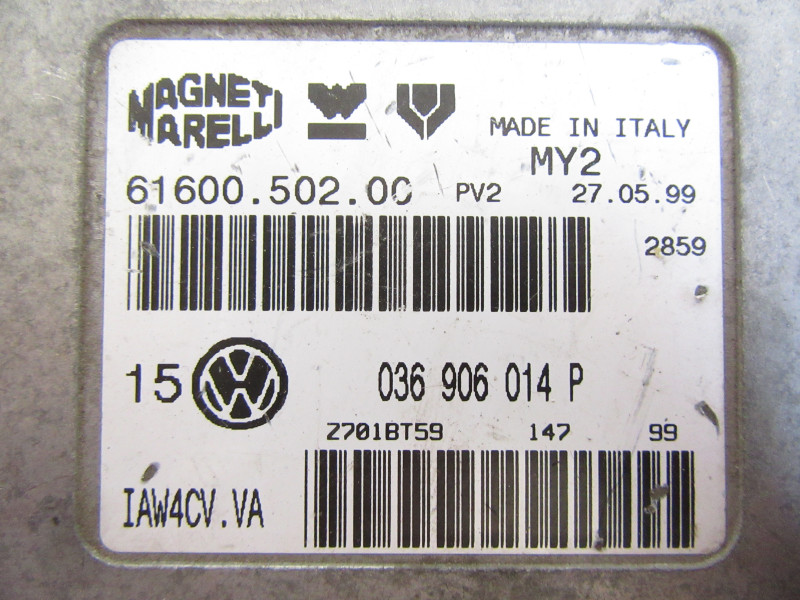 MAGNETI
MARELLI
MADE IN ITALY
MY2
61600.502.00 PV2 27.05.99
2859
15 VW 036 906 014 P
Z701BT59 147 99
IAW4CV.VA